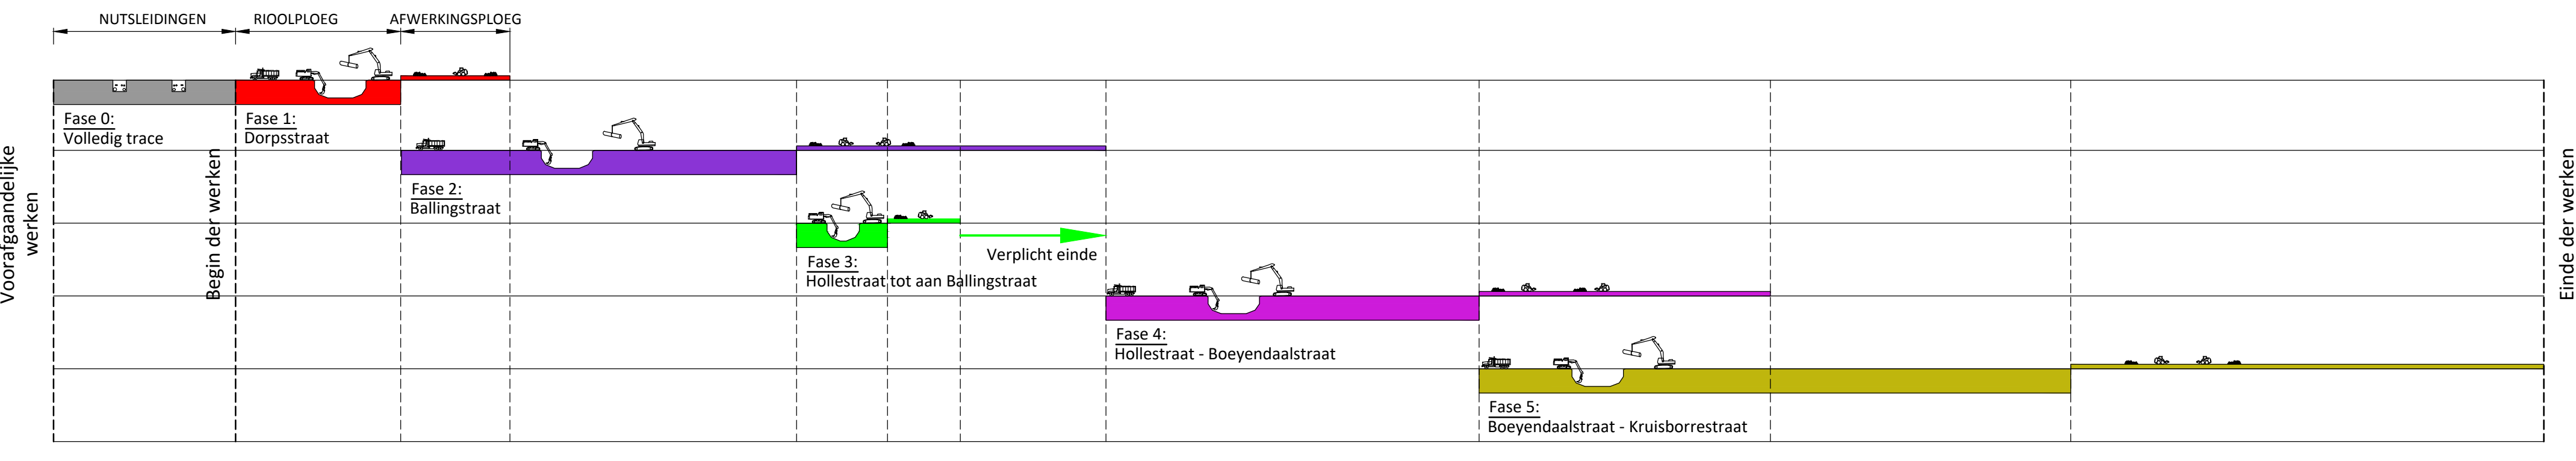 NUTSLEIDINGEN
RIOOLPLOEG
AFWERKINGSPLOEG
Voorafgaandelijke
werken
Begin der werken
Fase 0:
Volledig trace
Fase 1:
Dorpsstraat
Fase 2:
Ballingstraat
Fase 3:
Hollestraat tot aan Ballingstraat
Verplicht einde
Fase 4:
Hollestraat - Boeyendaalstraat
Fase 5:
Boeyendaalstraat - Kruisborrestraat
Einde der werken